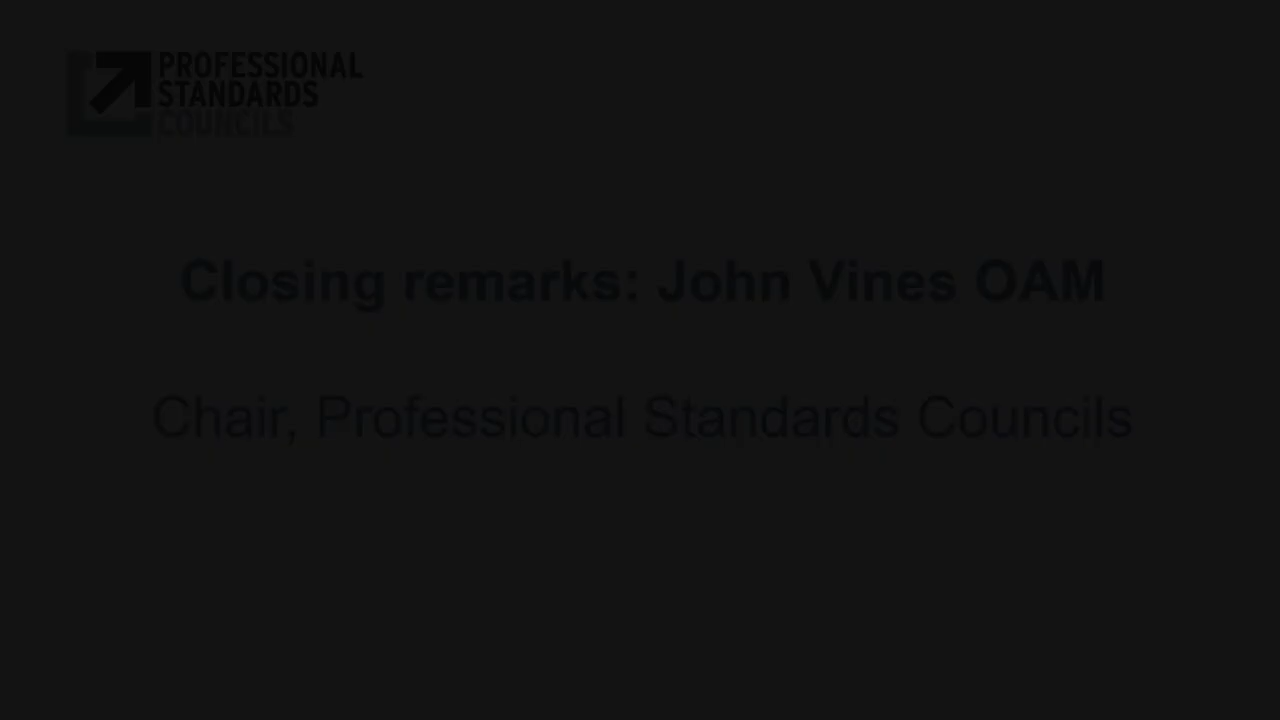 PROFESSIONAL
STANDARDS
COUNCILS
Closing remarks: John Vines OAM
Chair, Professional Standards Councils